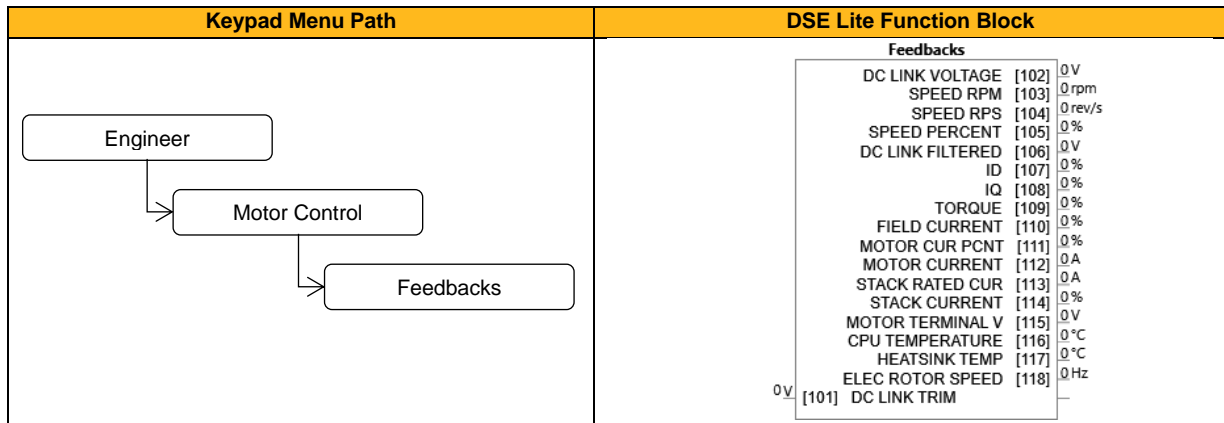 Keypad Menu Path
DSE Lite Function Block
Engineer
Motor Control
Feedbacks
Feedbacks
DC LINK VOLTAGE [102] 0 V
SPEED RPM [103] 0 rpm
SPEED RPS [104] 0 rev/s
SPEED PERCENT [105] 0 %
DC LINK FILTERED [106] 0 V
ID [107] 0 %
IQ [108] 0 %
TORQUE [109] 0 %
FIELD CURRENT [110] 0 %
MOTOR CUR PCNT [111] 0 %
MOTOR CURRENT [112] 0 A
STACK RATED CUR [113] 0 A
STACK CURRENT [114] 0 %
MOTOR TERMINAL V [115] 0 V
CPU TEMPERATURE [116] 0 °C
HEATSINK TEMP [117] 0 °C
ELEC ROTOR SPEED [118] 0 Hz
0 V [101] DC LINK TRIM